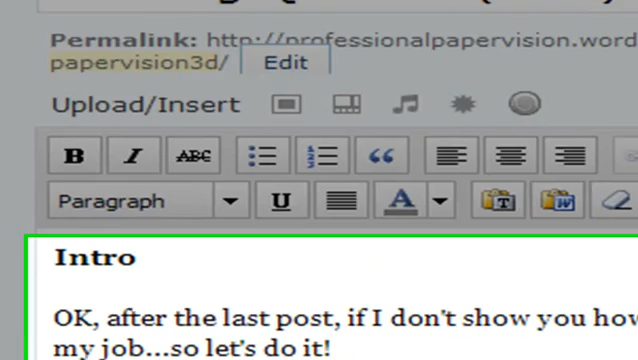 Permalink: http://professionalpapervision.word
papervision3d/ Edit
Upload/Insert
B I ABC
Paragraph U A T W
Intro
OK, after the last post, if I don't show you how
my job...so let's do it!